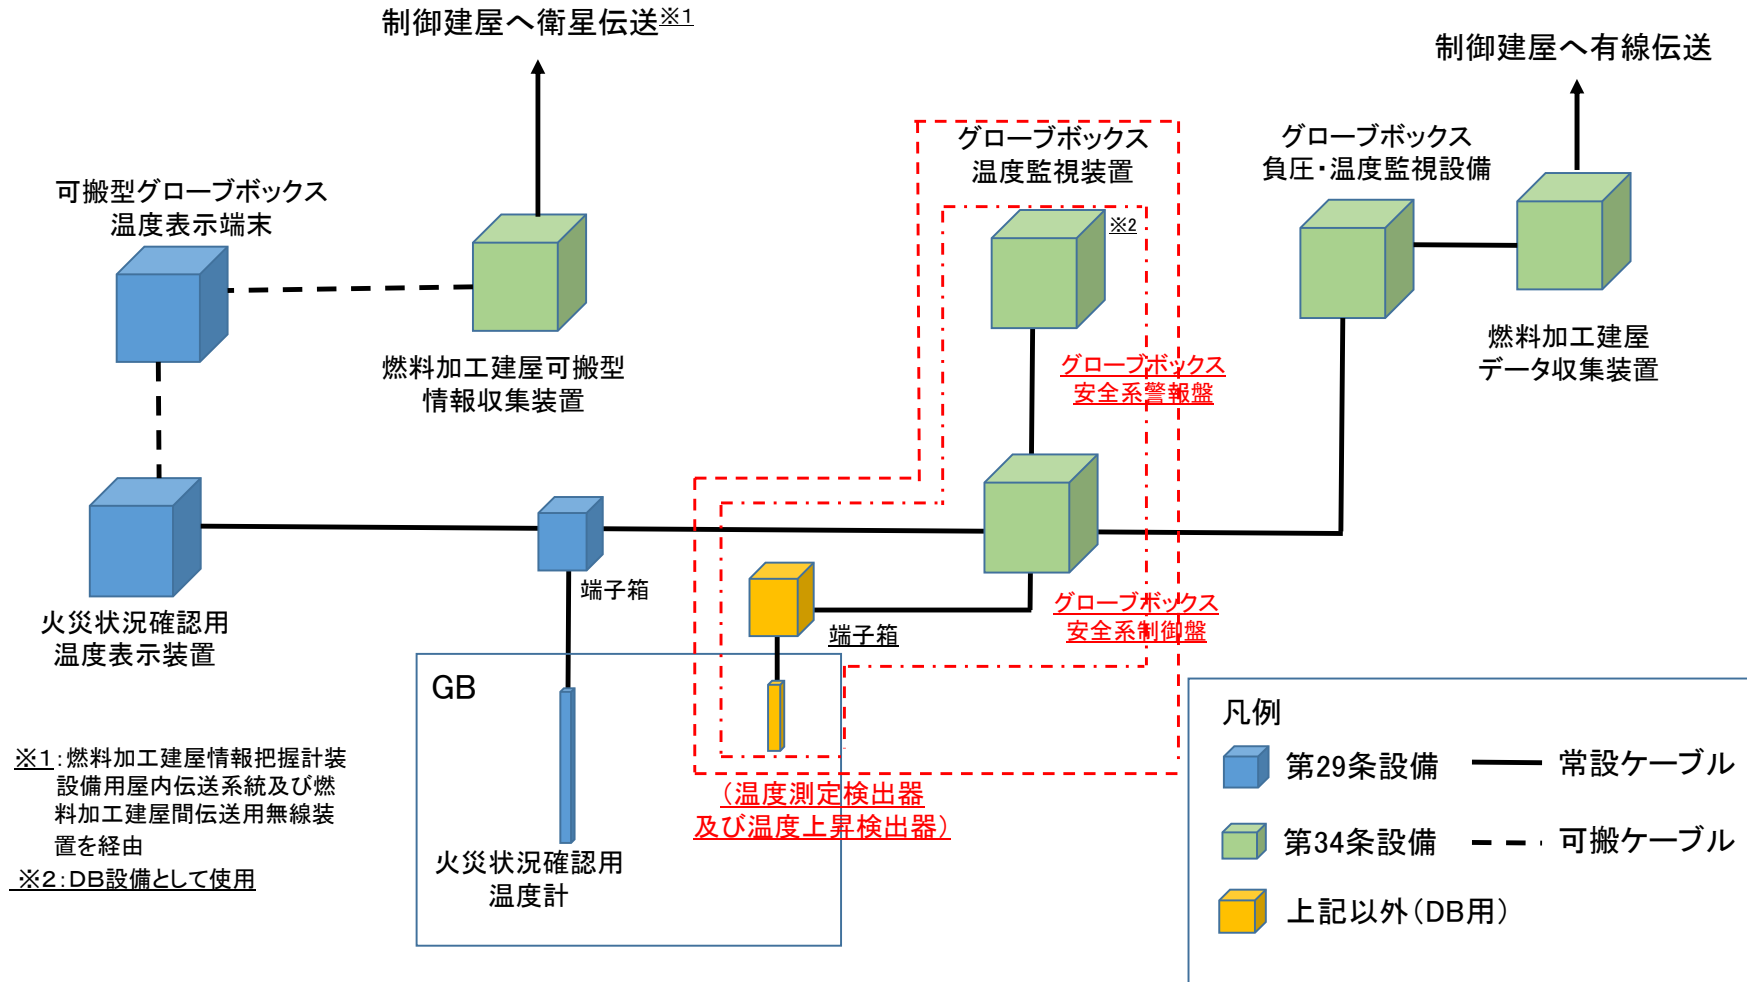 制御建屋へ衛星伝送※1
制御建屋へ有線伝送
可搬型グローブボックス
温度表示端末
グローブボックス
温度監視装置
※2
グローブボックス
負圧・温度監視設備
燃料加工建屋可搬型
情報収集装置
グローブボックス
安全系警報盤
燃料加工建屋
データ収集装置
火災状況確認用
温度表示装置
端子箱
端子箱
グローブボックス
安全系制御盤
GB
火災状況確認用
温度計
(温度測定検出器
及び温度上昇検出器)
※1:燃料加工建屋情報把握計装
設備用屋内伝送系統及び燃
料加工建屋間伝送用無線装
置を経由
※2:DB設備として使用
凡例
第29条設備
常設ケーブル
第34条設備
可搬ケーブル
上記以外(DB用)